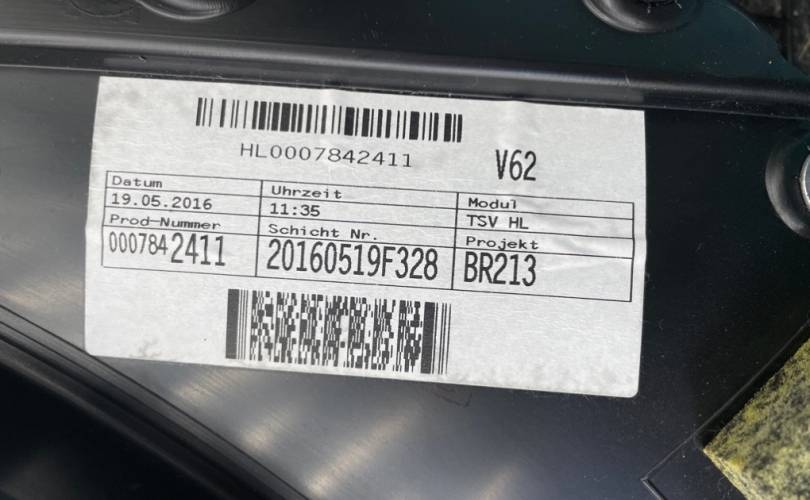 HL0007842411
V62
Datum
19.05.2016
Uhrzeit
11:35
Modul
TSV HL
Prod-Nummer
0007842411
Schicht Nr.
20160519F328
Projekt
BR213